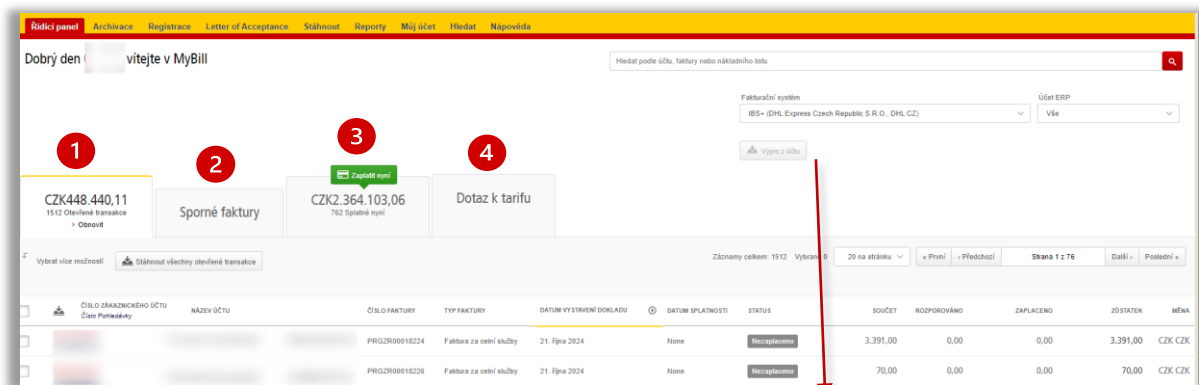 Řídicí panel Archivace Registrace Letter of Acceptance Stáhnout Reporty Můj účet Hledat Nápověda
Dobrý den vítejte v MyBill
Hledat podle účtu, faktury nebo nákladního listu
Fakturační systém Účet ERP
IBS+ (DHL Express Czech Republic S.R.O., DHL CZ) Vše
Výpis z účtu
1 2 3 4
Zaplatit nyní
CZK448.440,11
1512 Otevřené transakce
> Obnovit
Sporné faktury
CZK2.364.103,06
762 Splatné nyní
Dotaz k tarifu
Vybrat více možností Stáhnout všechny otevřené transakce Záznamy celkem: 1512 Vybráno 0 20 na stránku « První ‹ Předchozí Strana 1 z 76 Další › Poslední »
ČÍSLO ZÁKAZNICKÉHO ÚČTU
Číslo Pohledávky
NÁZEV ÚČTU ČÍSLO FAKTURY TYP FAKTURY DATUM VYSTAVENÍ DOKLADU DATUM SPLATNOSTI STATUS SOUČET ROZPOROVÁNO ZAPLACENO ZŮSTATEK MĚNA
PRGZR00018224 Faktura za celní služby 21. října 2024 None Nezaplaceno 3.391,00 0,00 0,00 3.391,00 CZK CZK
PRGZR00018226 Faktura za celní služby 21. října 2024 None Nezaplaceno 70,00 0,00 0,00 70,00 CZK CZK